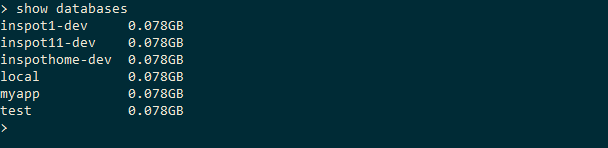 > show databases
inspot1-dev     0.078GB
inspot11-dev    0.078GB
inspothome-dev  0.078GB
local           0.078GB
myapp           0.078GB
test            0.078GB
>